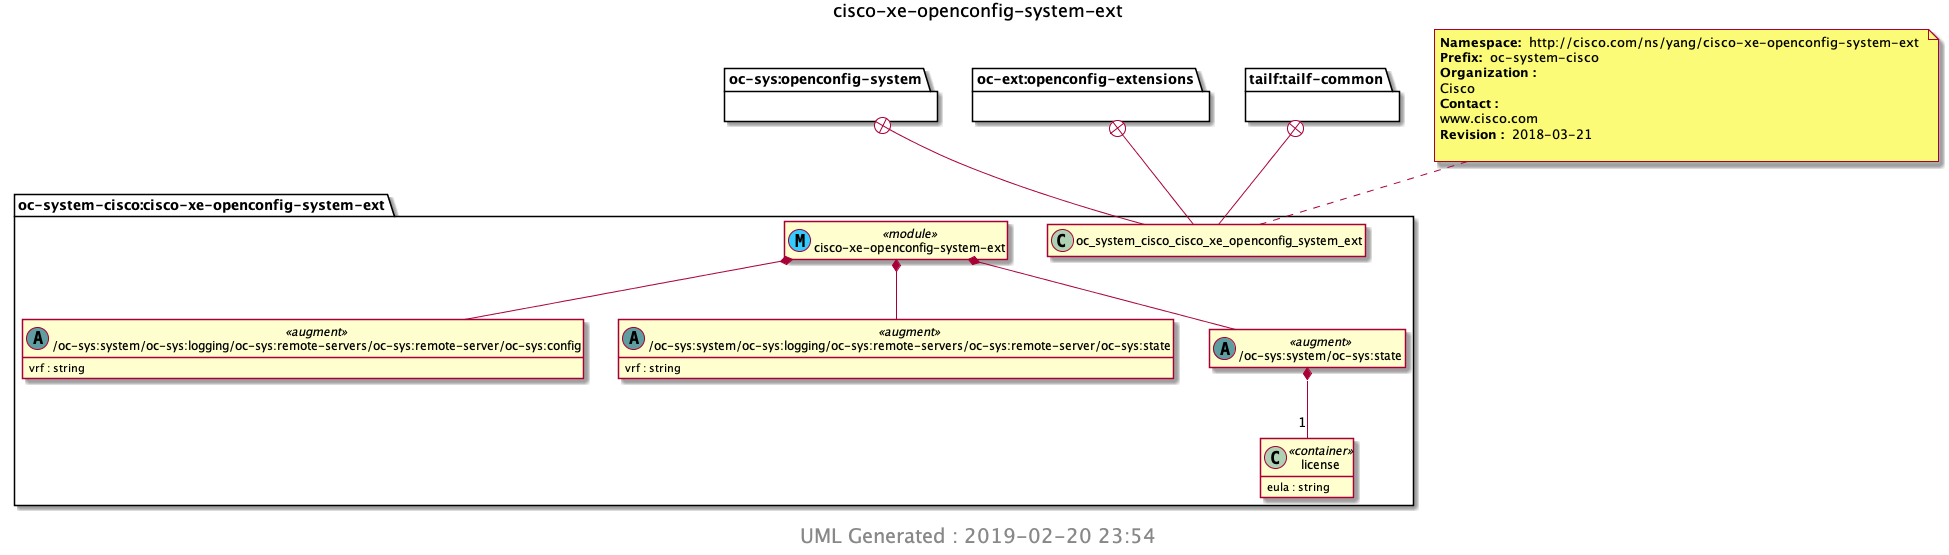 cisco-xe-openconfig-system-ext
Namespace: http://cisco.com/ns/yang/cisco-xe-openconfig-system-ext
Prefix: oc-system-cisco
Organization :
Cisco
Contact :
www.cisco.com
Revision : 2018-03-21
oc-sys:openconfig-system
oc-ext:openconfig-extensions
tailf:tailf-common
oc-system-cisco:cisco-xe-openconfig-system-ext
M
«module»
cisco-xe-openconfig-system-ext
C
oc_system_cisco_cisco_xe_openconfig_system_ext
A
«augment»
/oc-sys:system/oc-sys:logging/oc-sys:remote-servers/oc-sys:remote-server/oc-sys:config
vrf : string
A
«augment»
/oc-sys:system/oc-sys:logging/oc-sys:remote-servers/oc-sys:remote-server/oc-sys:state
vrf : string
A
«augment»
/oc-sys:system/oc-sys:state
1
C
«container»
license
eula : string
UML Generated : 2019-02-20 23:54